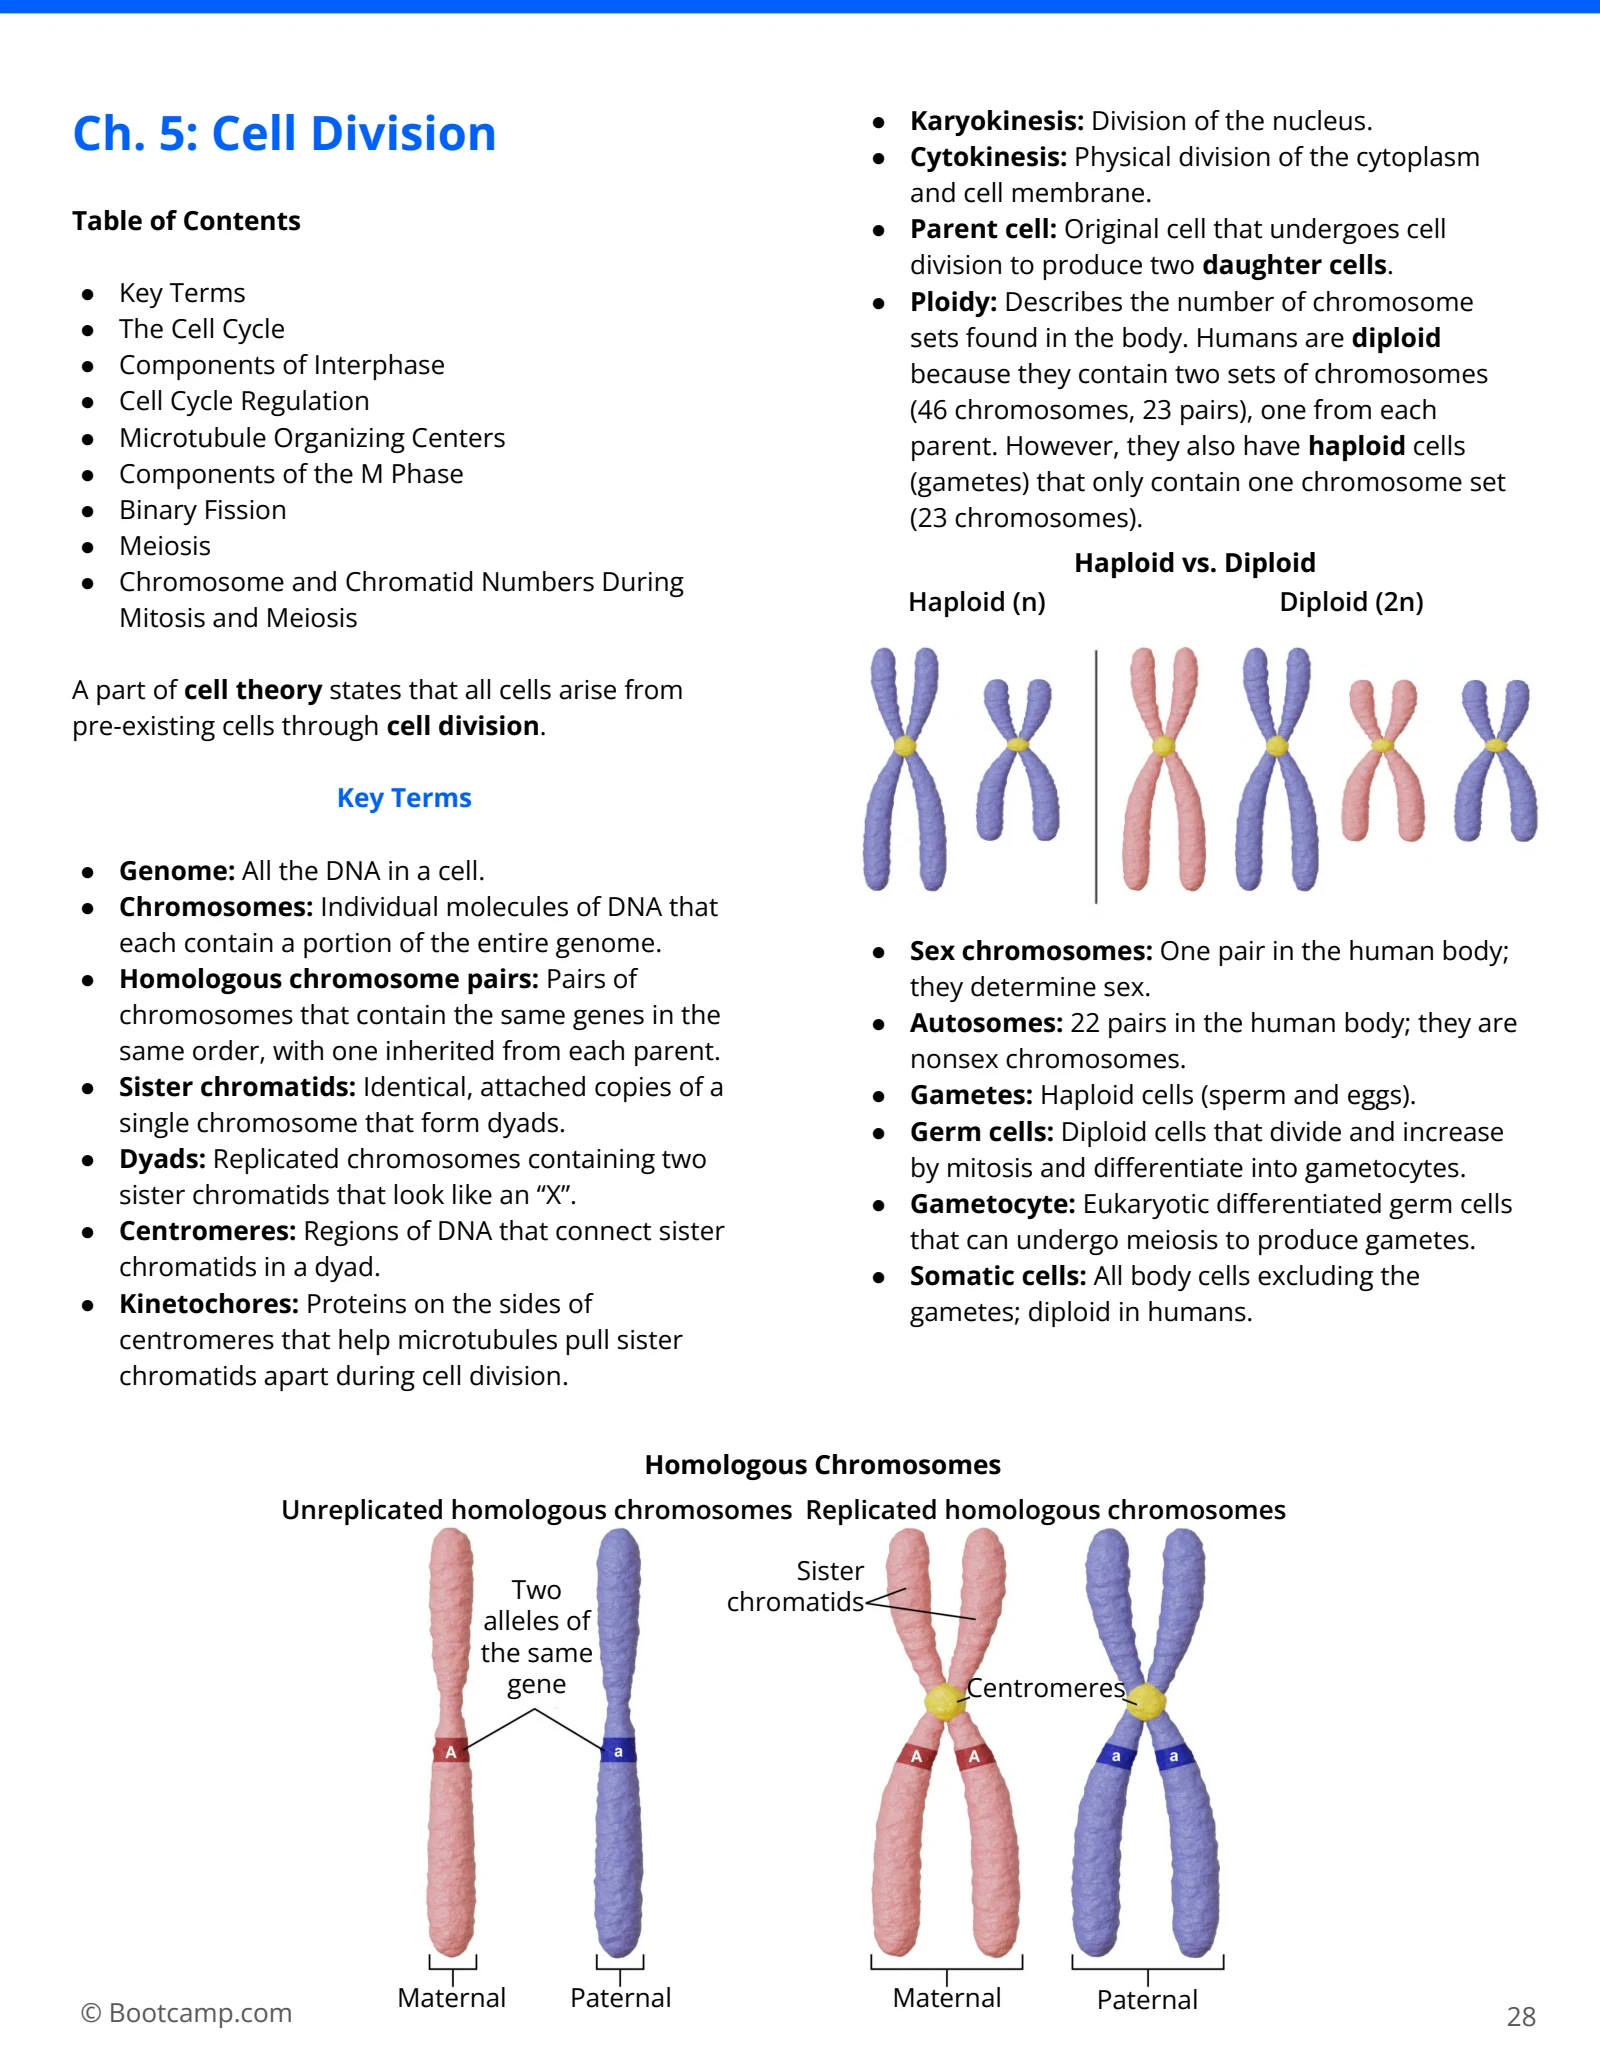 Ch. 5: Cell Division
Table of Contents
● Key Terms
● The Cell Cycle
● Components of Interphase
● Cell Cycle Regulation
● Microtubule Organizing Centers
● Components of the M Phase
● Binary Fission
● Meiosis
● Chromosome and Chromatid Numbers During
Mitosis and Meiosis
A part of cell theory states that all cells arise from
pre-existing cells through cell division.
Key Terms
● Genome: All the DNA in a cell.
● Chromosomes: Individual molecules of DNA that
each contain a portion of the entire genome.
● Homologous chromosome pairs: Pairs of
chromosomes that contain the same genes in the
same order, with one inherited from each parent.
● Sister chromatids: Identical, attached copies of a
single chromosome that form dyads.
● Dyads: Replicated chromosomes containing two
sister chromatids that look like an “X”.
● Centromeres: Regions of DNA that connect sister
chromatids in a dyad.
● Kinetochores: Proteins on the sides of
centromeres that help microtubules pull sister
chromatids apart during cell division.
● Karyokinesis: Division of the nucleus.
● Cytokinesis: Physical division of the cytoplasm
and cell membrane.
● Parent cell: Original cell that undergoes cell
division to produce two daughter cells.
● Ploidy: Describes the number of chromosome
sets found in the body. Humans are diploid
because they contain two sets of chromosomes
(46 chromosomes, 23 pairs), one from each
parent. However, they also have haploid cells
(gametes) that only contain one chromosome set
(23 chromosomes).
Haploid vs. Diploid
Haploid (n) Diploid (2n)
● Sex chromosomes: One pair in the human body;
they determine sex.
● Autosomes: 22 pairs in the human body; they are
nonsex chromosomes.
● Gametes: Haploid cells (sperm and eggs).
● Germ cells: Diploid cells that divide and increase
by mitosis and differentiate into gametocytes.
● Gametocyte: Eukaryotic differentiated germ cells
that can undergo meiosis to produce gametes.
● Somatic cells: All body cells excluding the
gametes; diploid in humans.
Homologous Chromosomes
Unreplicated homologous chromosomes Replicated homologous chromosomes
Two
alleles of
the same
gene
A a
Maternal Paternal
Sister
chromatids
Centromeres
A A a a
Maternal Paternal
© Bootcamp.com 28